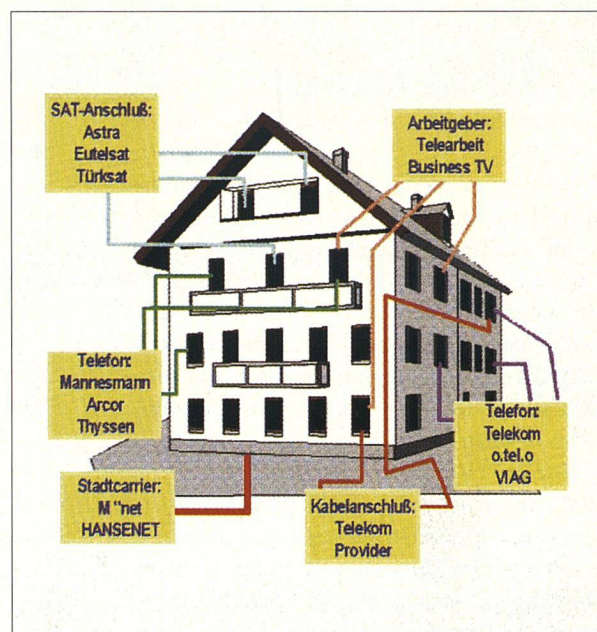 SAT-Anschluß:
Astra
Eutelsat
Türksat
Arbeitgeber:
Telearbeit
Business TV
Telefon:
Mannesmann
Arcor
Thyssen
Telefon:
Telekom
o.tel.o
VIAG
Stadtcarrier:
M "net
HANSENET
Kabelanschluß:
Telekom
Provider